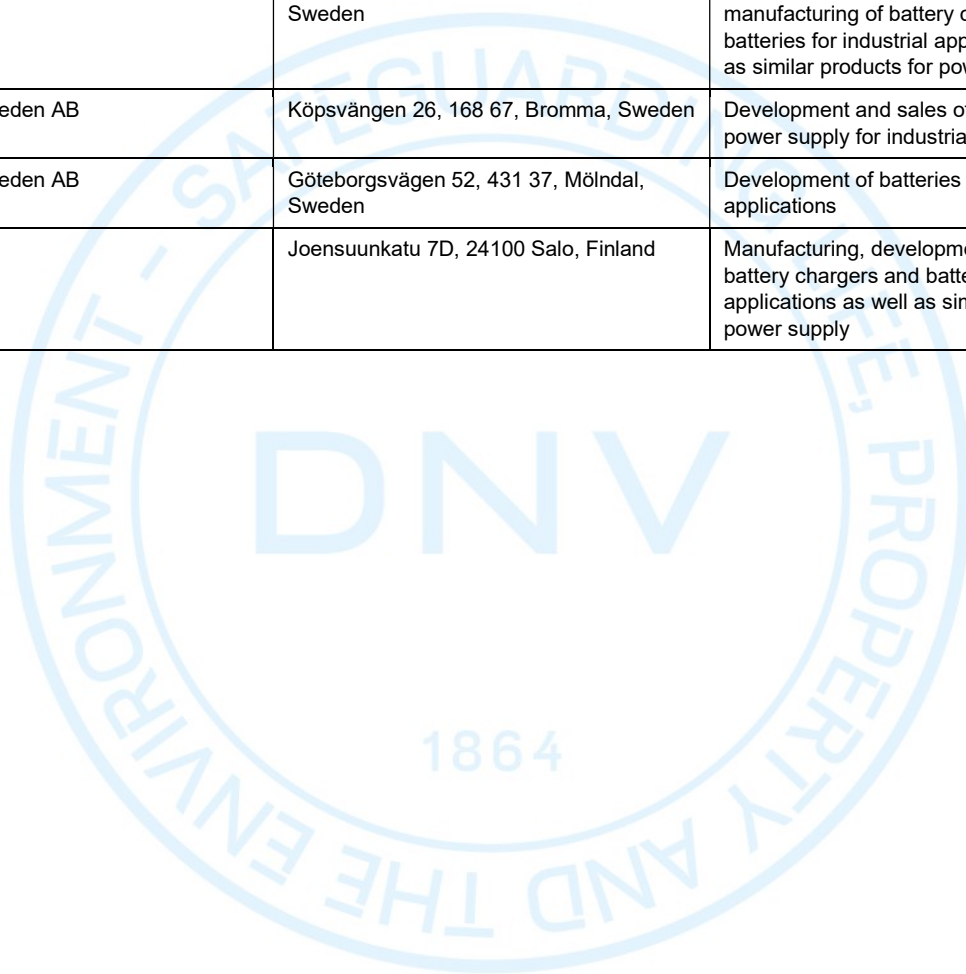 Sweden
manufacturing of battery
batteries for industrial app
as similar products for pow
eden AB
Köpsvängen 26, 168 67, Bromma, Sweden
Development and sales of
power supply for industria
eden AB
Göteborgsvägen 52, 431 37, Mölndal,
Sweden
Development of batteries
applications
Joensuunkatu 7D, 24100 Salo, Finland
Manufacturing, developme
battery chargers and batte
applications as well as sim
power supply
SAFEGUARDING LIFE, PROPERTY AND THE ENVIRONMENT -
DNV
1864